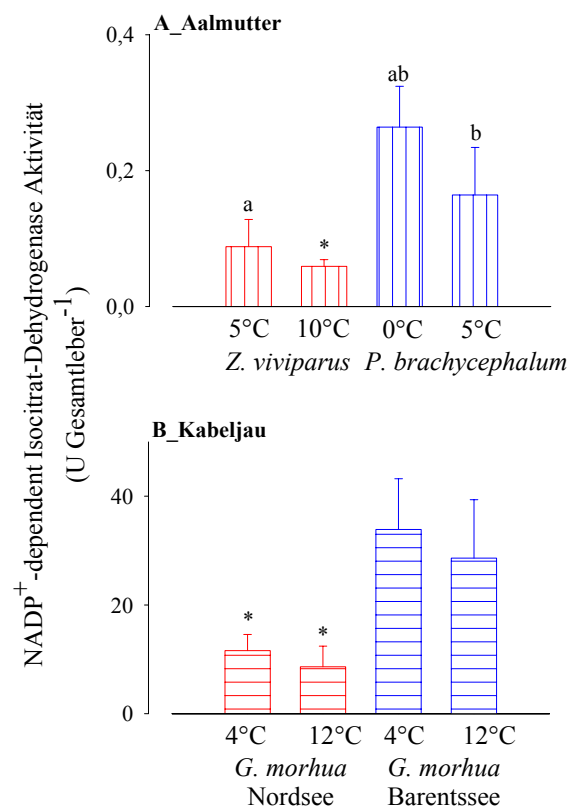 A_Aalmutter
NADP+-dependent Isocitrat-Dehydrogenase Aktivität
(U Gesamtleber-1)
0,4
0,2
0,0
a
*
ab
b
5°C 10°C 0°C 5°C
Z. viviparus P. brachycephalum
B_Kabeljau
40
20
0
*
*
4°C 12°C 4°C 12°C
G. morhua G. morhua
Nordsee Barentssee